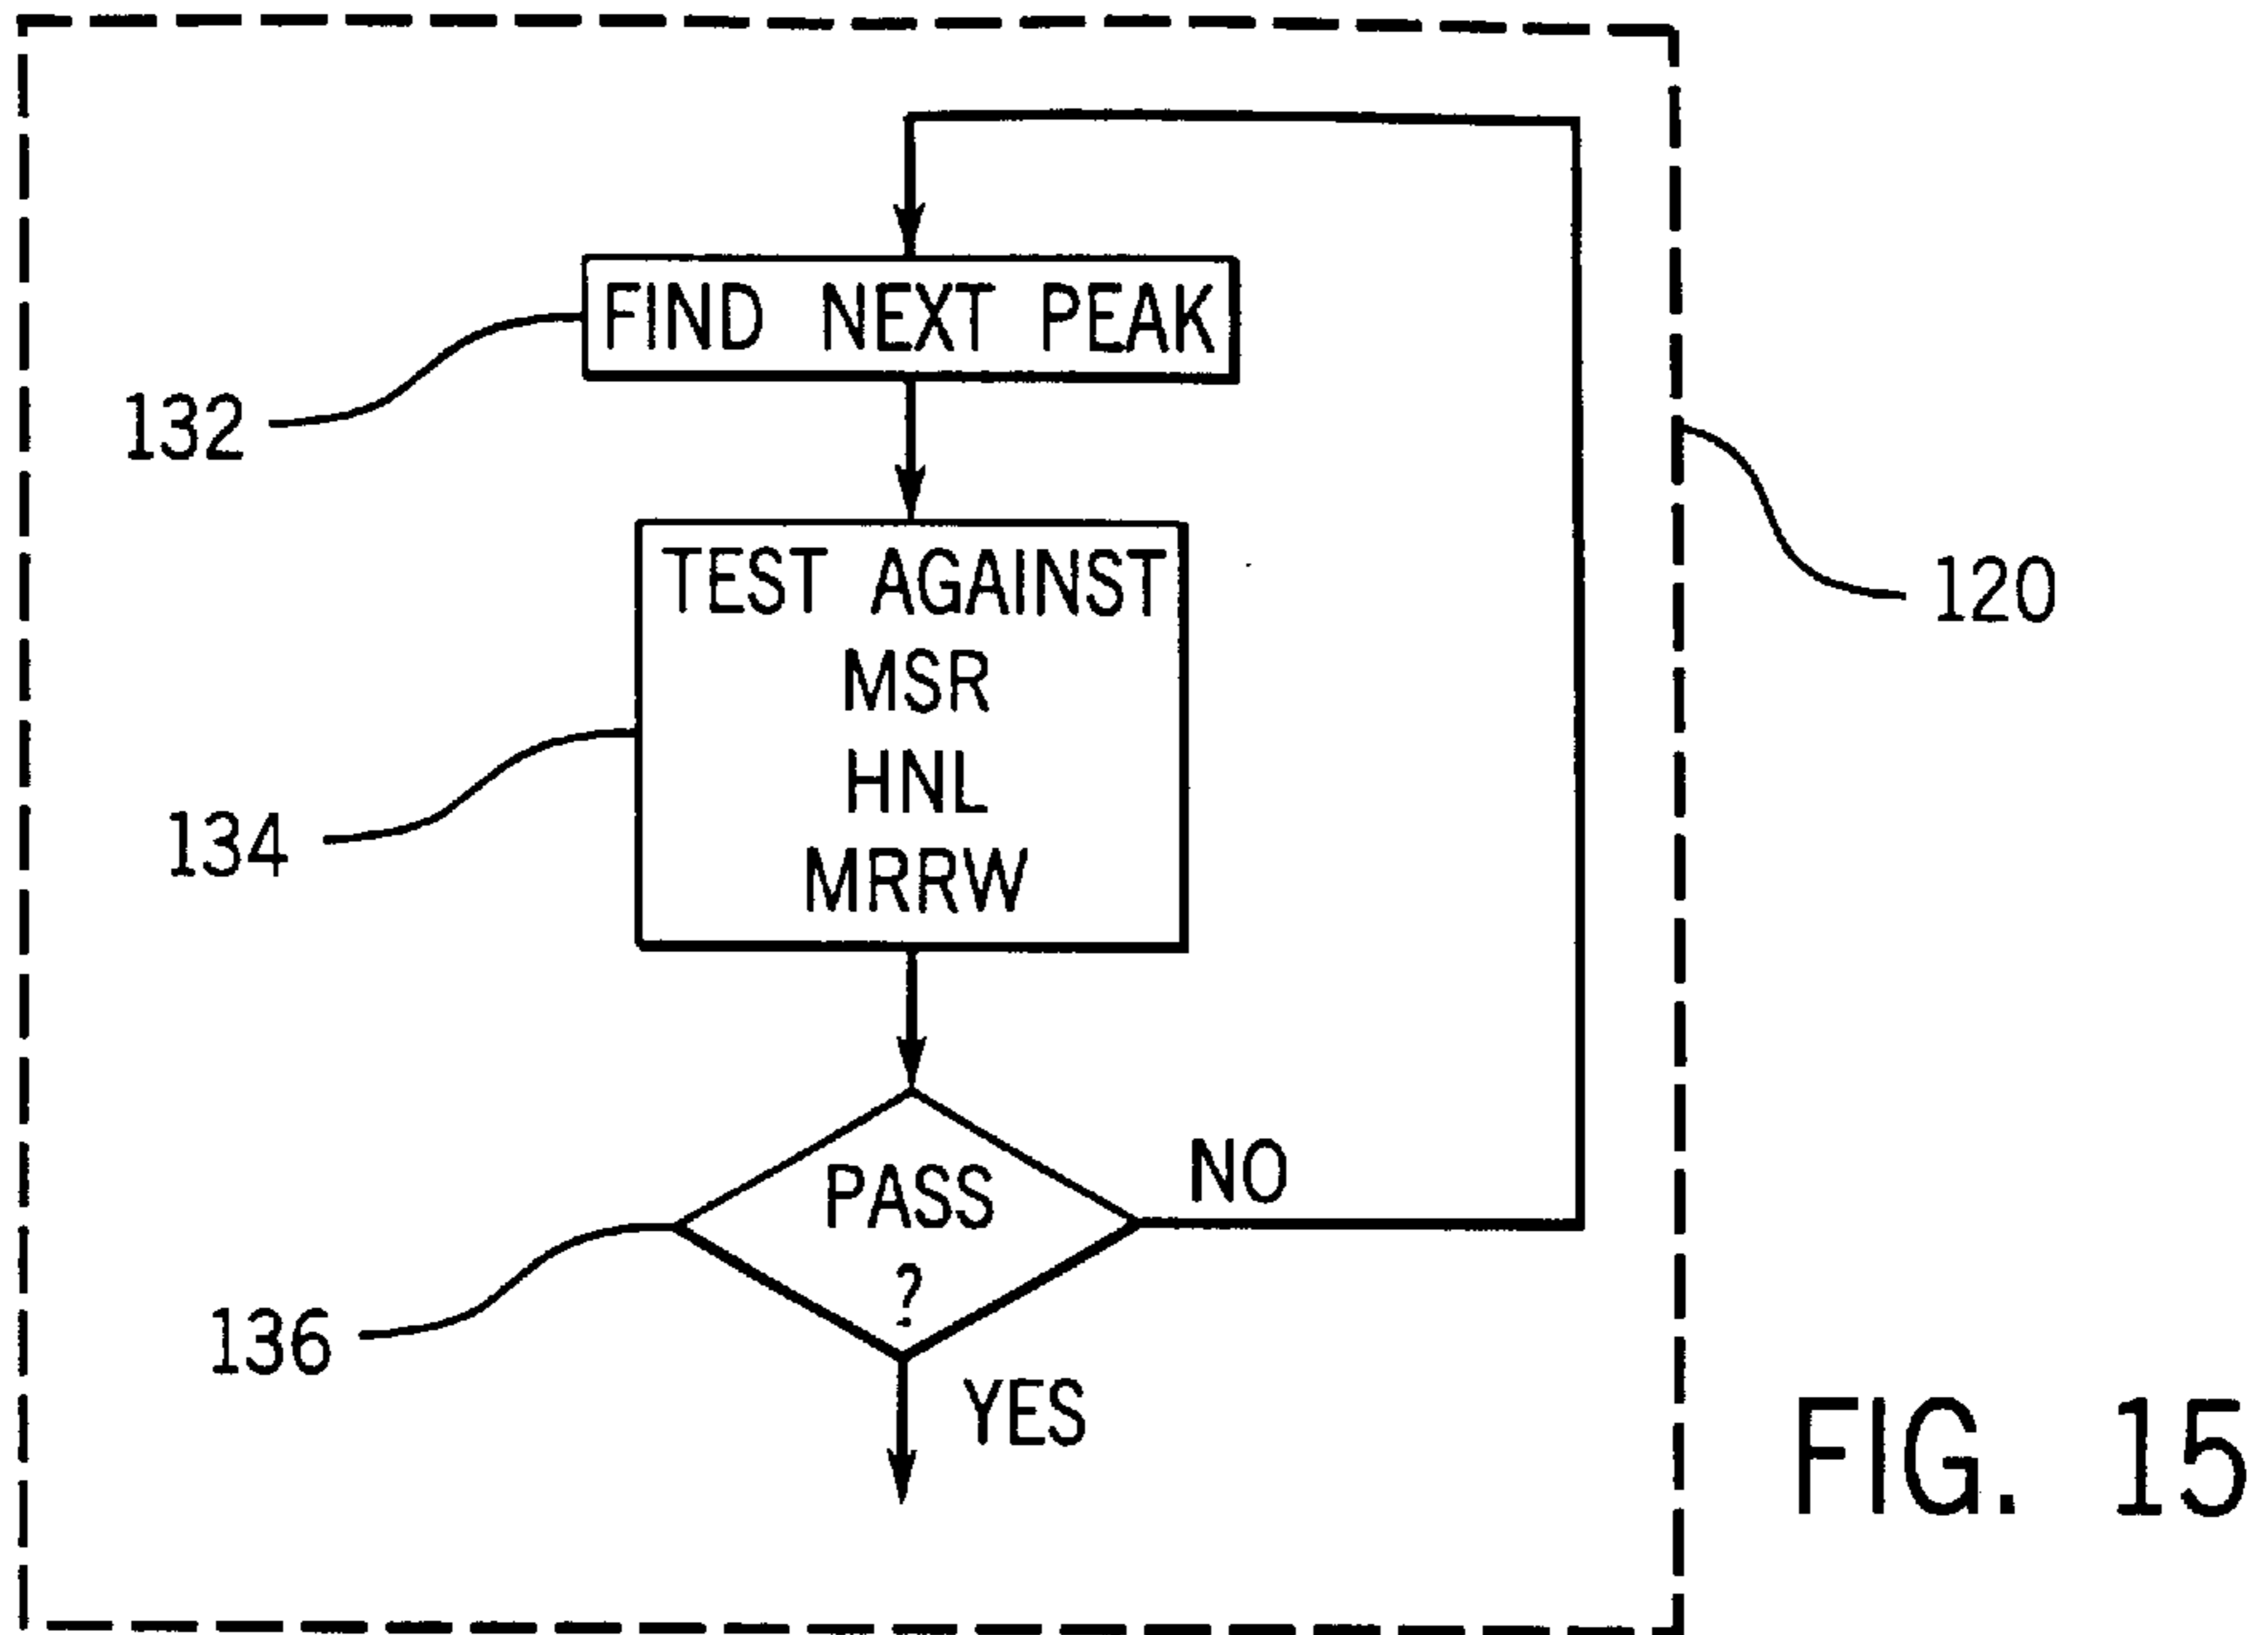 FIND NEXT PEAK
132
TEST AGAINST
MSR
HNL
MRRW
120
134
PASS
?
NO
136
YES
FIG. 15